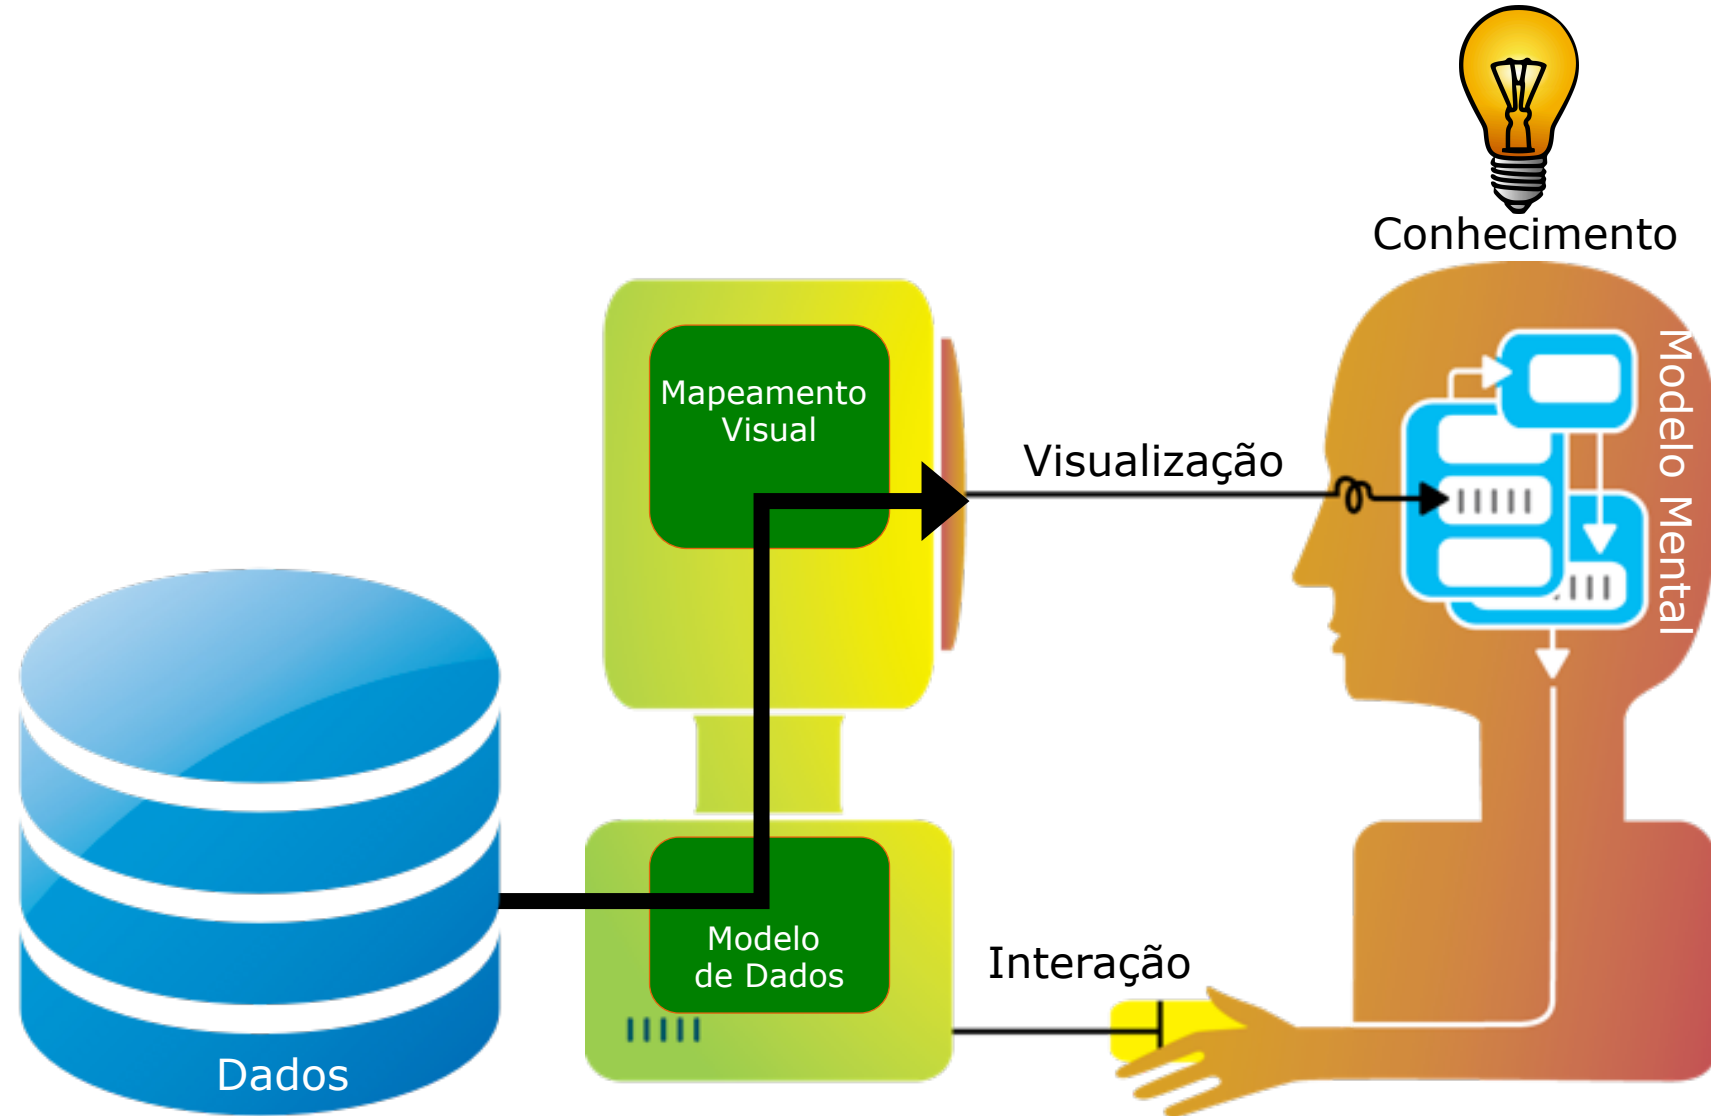 Conhecimento
Mapeamento
Visual
Visualização
Modelo Mental
Modelo
de Dados
Interação
Dados